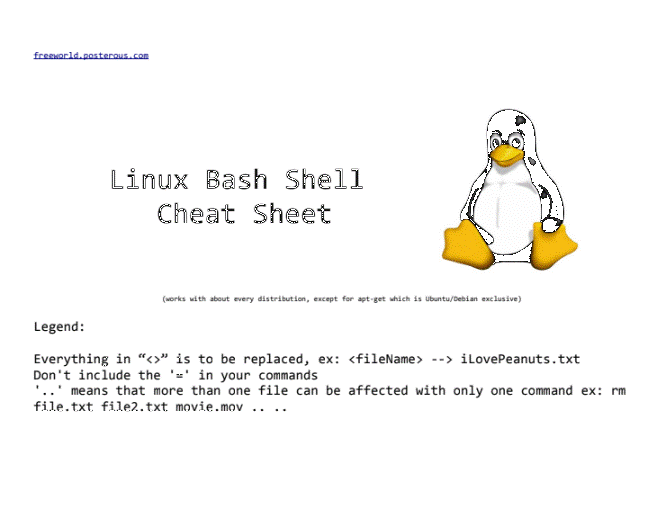 freeworld.posterous.com
Linux Bash Shell
Cheat Sheet
(works with about every distribution, except for apt-get which is Ubuntu/Debian exclusive)
Legend:
Everything in “<>” is to be replaced, ex: <fileName> --> iLovePeanuts.txt
Don't include the '=' in your commands
'..' means that more than one file can be affected with only one command ex: rm
file.txt file2.txt movie.mov .. ..